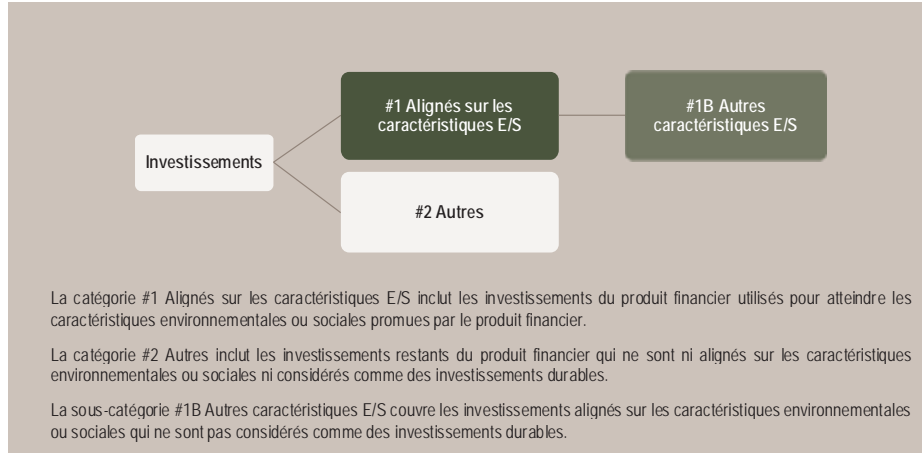 #1 Alignés sur les
caractéristiques E/S
#1B Autres
caractéristiques E/S
Investissements
#2 Autres
La catégorie #1 Alignés sur les caractéristiques E/S inclut les investissements du produit financier utilisés pour atteindre les
caractéristiques environnementales ou sociales promues par le produit financier.
La catégorie #2 Autres inclut les investissements restants du produit financier qui ne sont ni alignés sur les caractéristiques
environnementales ou sociales ni considérés comme des investissements durables.
La sous-catégorie #1B Autres caractéristiques E/S couvre les investissements alignés sur les caractéristiques environnementales
ou sociales qui ne sont pas considérés comme des investissements durables.